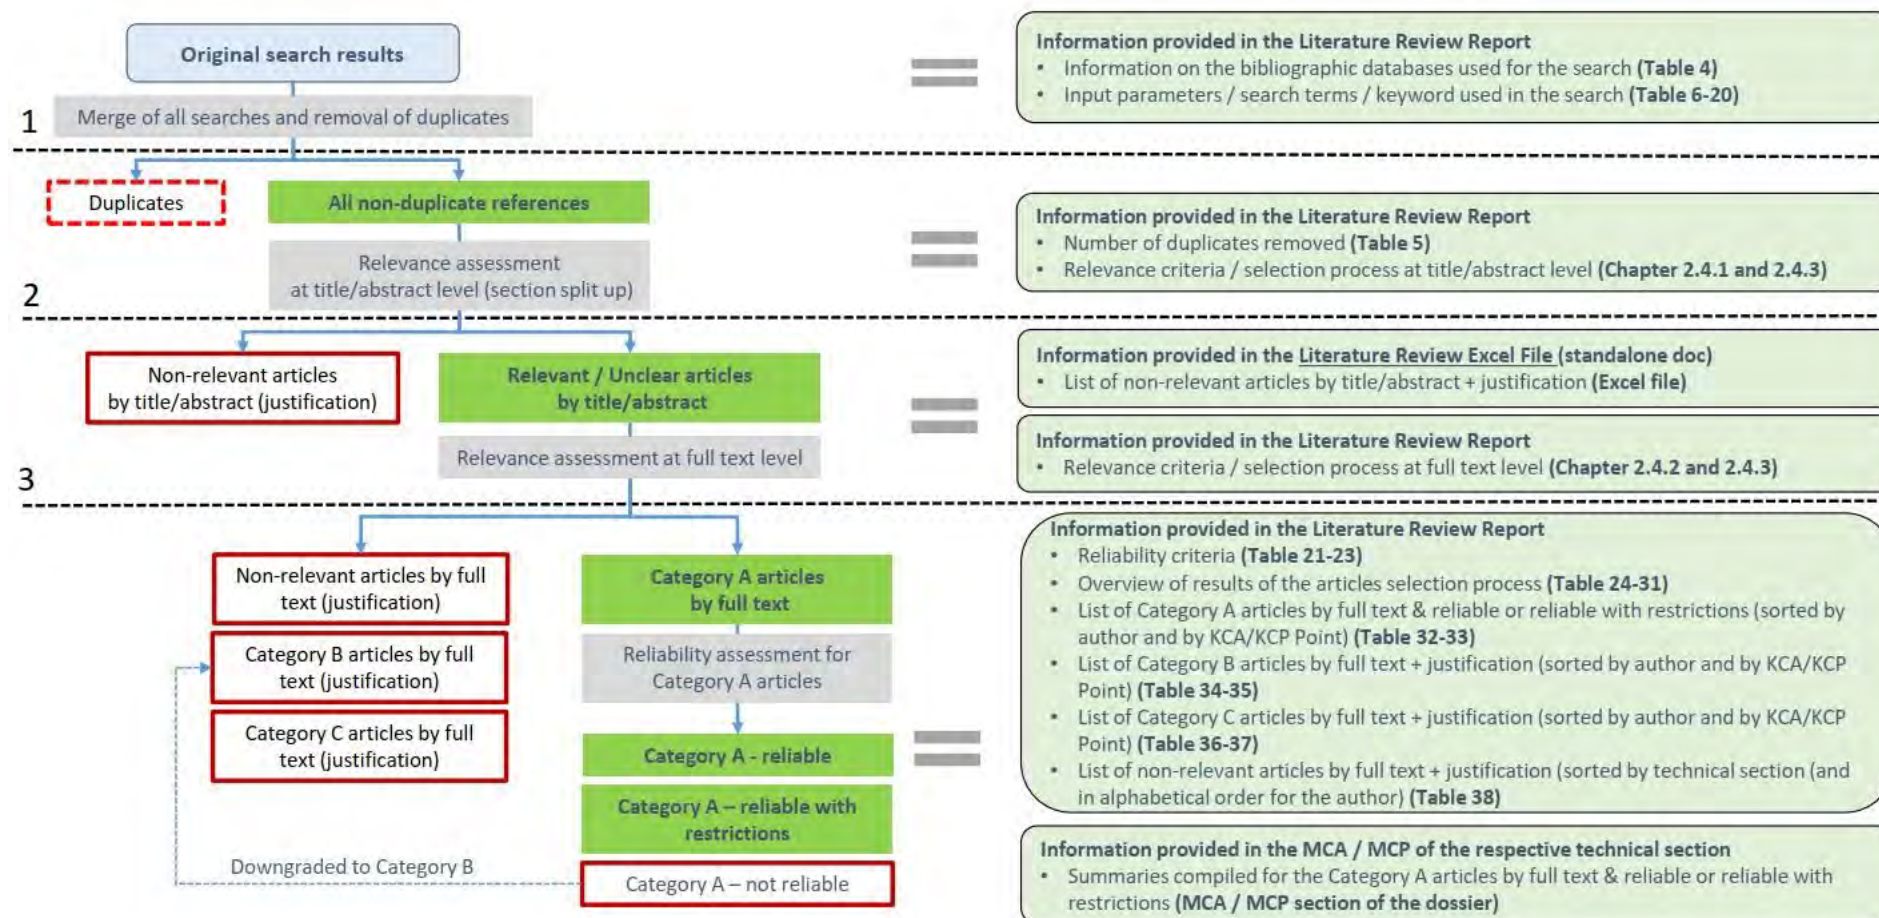 Original search results
Merge of all searches and removal of duplicates
1
Information provided in the Literature Review Report
• Information on the bibliographic databases used for the search (Table 4)
• Input parameters / search terms / keyword used in the search (Table 6-20)
Duplicates
All non-duplicate references
Relevance assessment
at title/abstract level (section split up)
2
Information provided in the Literature Review Report
• Number of duplicates removed (Table 5)
• Relevance criteria / selection process at title/abstract level (Chapter 2.4.1 and 2.4.3)
Non-relevant articles
by title/abstract (justification)
Relevant / Unclear articles
by title/abstract
Relevance assessment at full text level
3
Information provided in the Literature Review Excel File (standalone doc)
• List of non-relevant articles by title/abstract + justification (Excel file)
Information provided in the Literature Review Report
• Relevance criteria / selection process at full text level (Chapter 2.4.2 and 2.4.3)
Non-relevant articles by full
text (justification)
Category B articles by full
text (justification)
Category C articles by full
text (justification)
Category A articles
by full text
Reliability assessment for
Category A articles
Category A - reliable
Category A – reliable with
restrictions
Category A – not reliable
Downgraded to Category B
Information provided in the Literature Review Report
• Reliability criteria (Table 21-23)
• Overview of results of the articles selection process (Table 24-31)
• List of Category A articles by full text & reliable or reliable with restrictions (sorted by
author and by KCA/KCP Point) (Table 32-33)
• List of Category B articles by full text + justification (sorted by author and by KCA/KCP
Point) (Table 34-35)
• List of Category C articles by full text + justification (sorted by author and by KCA/KCP
Point) (Table 36-37)
• List of non-relevant articles by full text + justification (sorted by technical section (and
in alphabetical order for the author) (Table 38)
Information provided in the MCA / MCP of the respective technical section
• Summaries compiled for the Category A articles by full text & reliable or reliable with
restrictions (MCA / MCP section of the dossier)